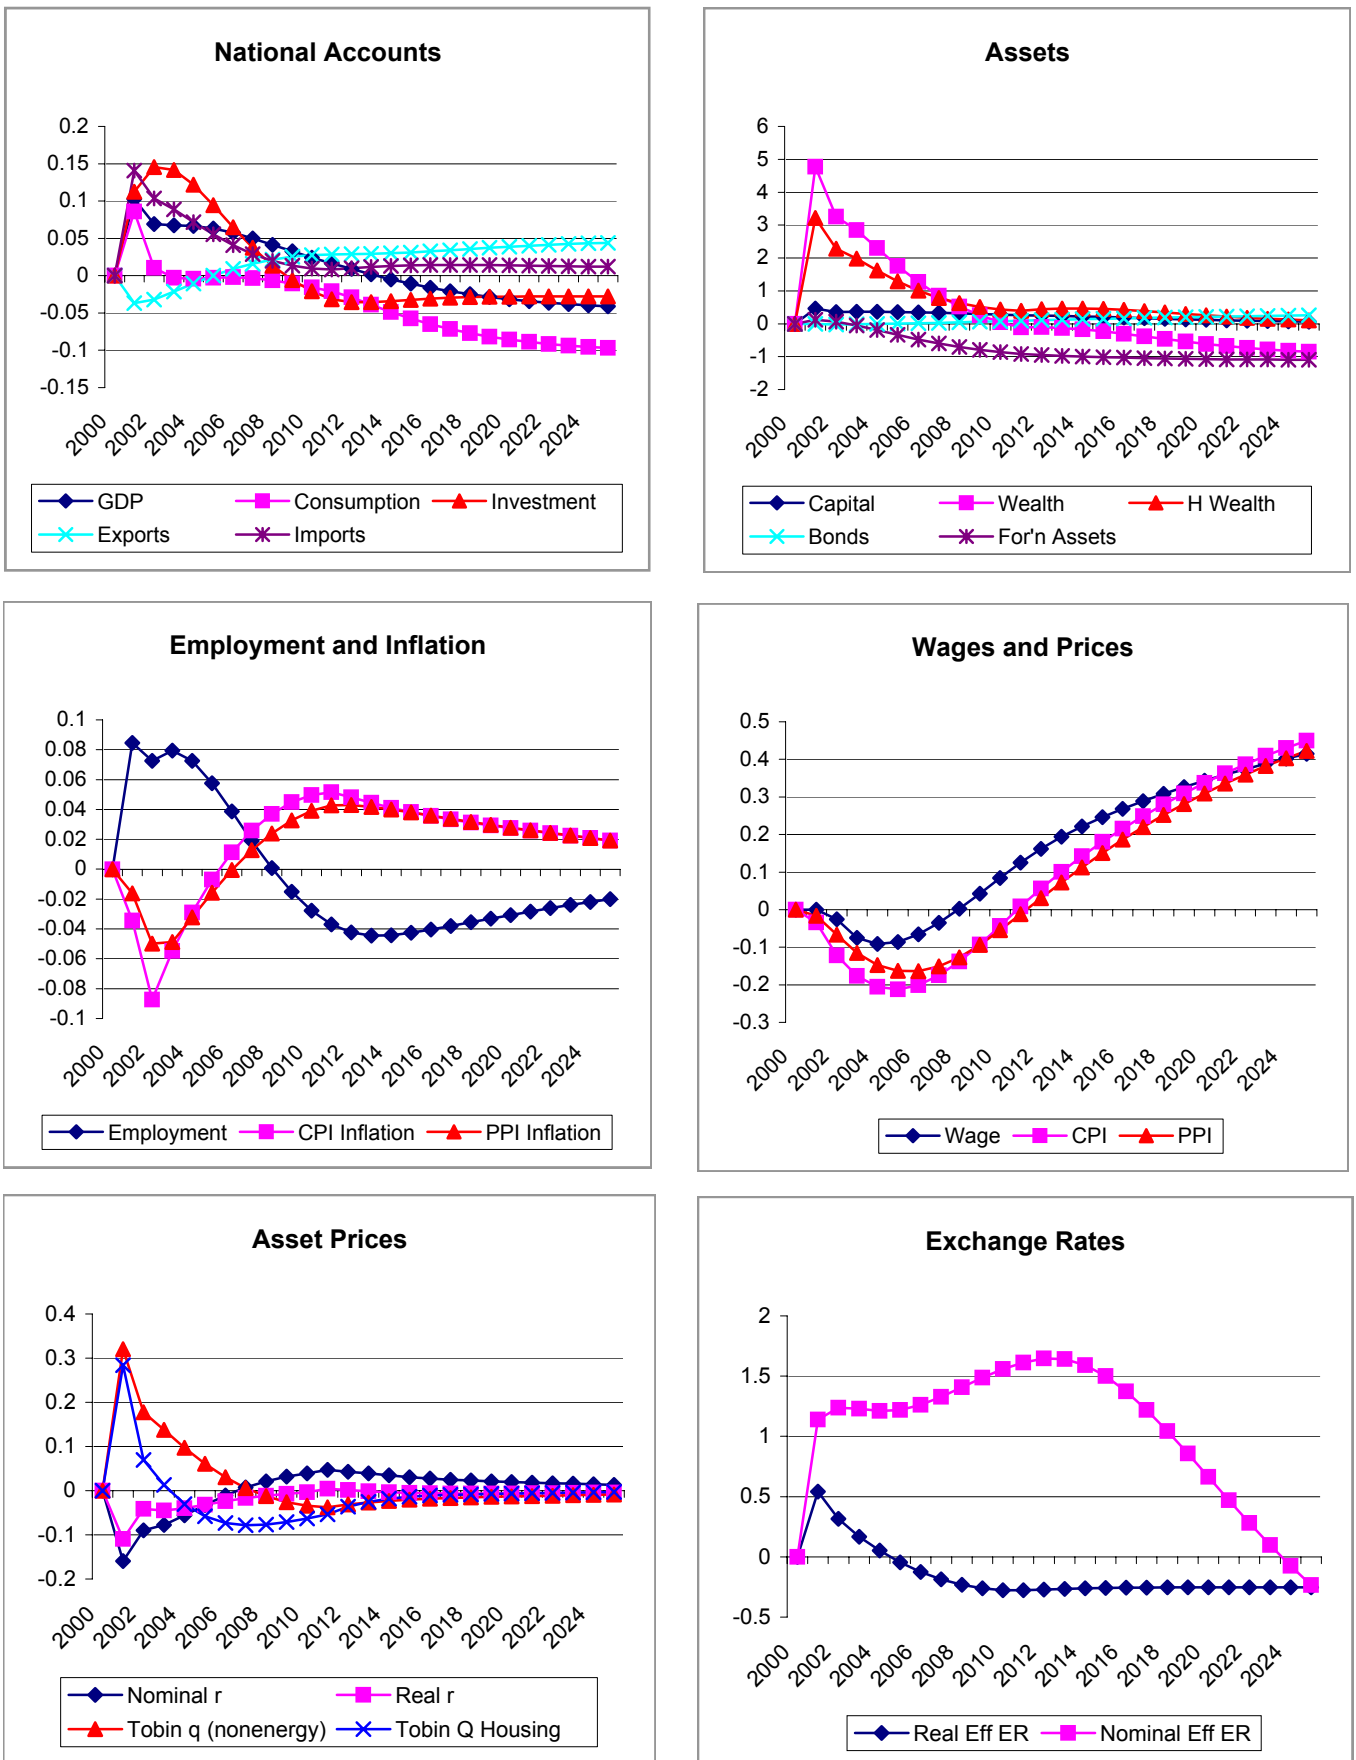 National Accounts
0.2
0.15
0.1
0.05
0
-0.05
-0.1
-0.15
2000 2002 2004 2006 2008 2010 2012 2014 2016 2018 2020 2022 2024
GDP Consumption Investment
Exports Imports
Assets
6
5
4
3
2
1
0
-1
-2
2000 2002 2004 2006 2008 2010 2012 2014 2016 2018 2020 2022 2024
Capital Wealth H Wealth
Bonds For'n Assets
Employment and Inflation
0.1
0.08
0.06
0.04
0.02
0
-0.02
-0.04
-0.06
-0.08
-0.1
2000 2002 2004 2006 2008 2010 2012 2014 2016 2018 2020 2022 2024
Employment CPI Inflation PPI Inflation
Wages and Prices
0.5
0.4
0.3
0.2
0.1
0
-0.1
-0.2
-0.3
2000 2002 2004 2006 2008 2010 2012 2014 2016 2018 2020 2022 2024
Wage CPI PPI
Asset Prices
0.4
0.3
0.2
0.1
0
-0.1
-0.2
2000 2002 2004 2006 2008 2010 2012 2014 2016 2018 2020 2022 2024
Nominal r Real r
Tobin q (nonenergy) Tobin Q Housing
Exchange Rates
2
1.5
1
0.5
0
-0.5
2000 2002 2004 2006 2008 2010 2012 2014 2016 2018 2020 2022 2024
Real Eff ER Nominal Eff ER